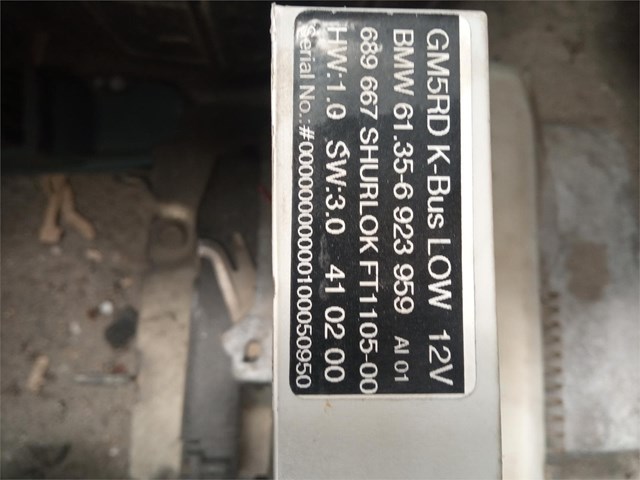 GM5RD K-Bus LOW 12V
BMW 61.35-6 923 959 AI 01
689 667 SHURLOK FT1105-00
HW:1.0 SW:3.0 41 02 00
Serial No.:#00000000000100050950